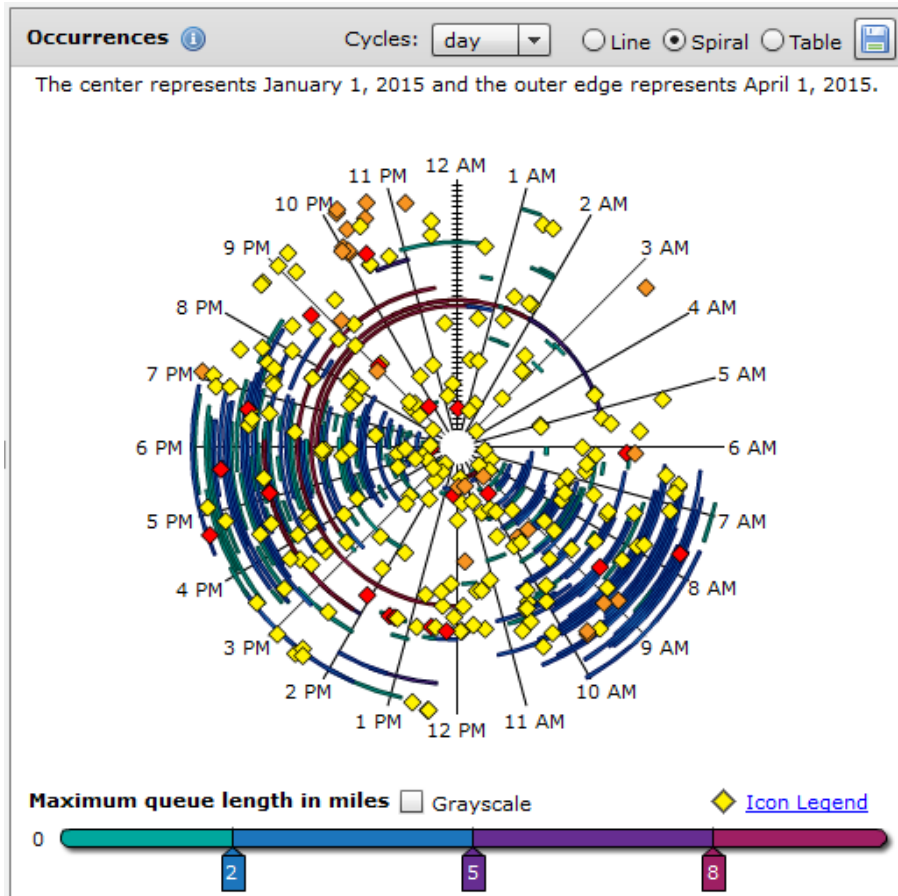 Occurrences Cycles: day Line Spiral Table
The center represents January 1, 2015 and the outer edge represents April 1, 2015.
12 AM
11 PM 1 AM
10 PM 2 AM
9 PM 3 AM
8 PM 4 AM
7 PM 5 AM
6 PM 6 AM
5 PM 7 AM
4 PM 8 AM
3 PM 9 AM
2 PM 10 AM
1 PM 11 AM
12 PM
Maximum queue length in miles Grayscale Icon Legend
0
2 5 8